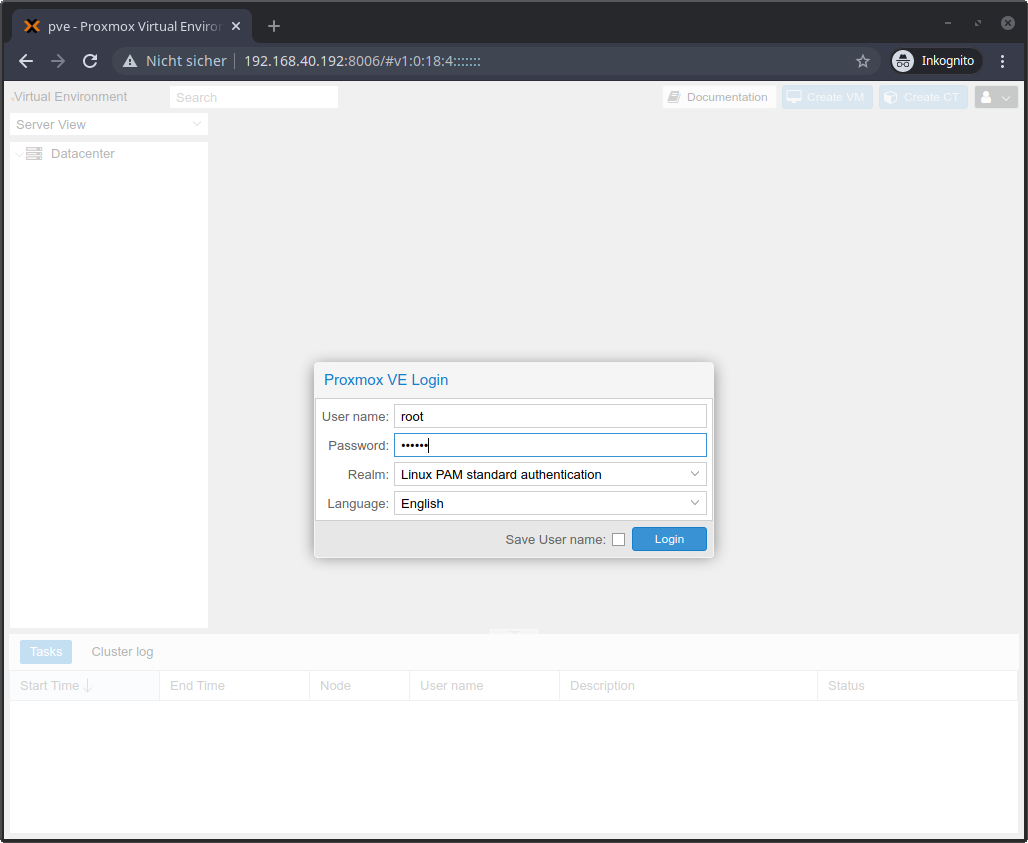 pve - Proxmox Virtual Enviro
Nicht sicher 192.168.40.192:8006/#v1:0:18:4::::::: Inkognito
Virtual Environment Search Documentation Create VM Create CT
Server View
Datacenter
Proxmox VE Login
User name: root
Password: ••••••
Realm: Linux PAM standard authentication
Language: English
Save User name: Login
Tasks Cluster log
Start Time End Time Node User name Description Status